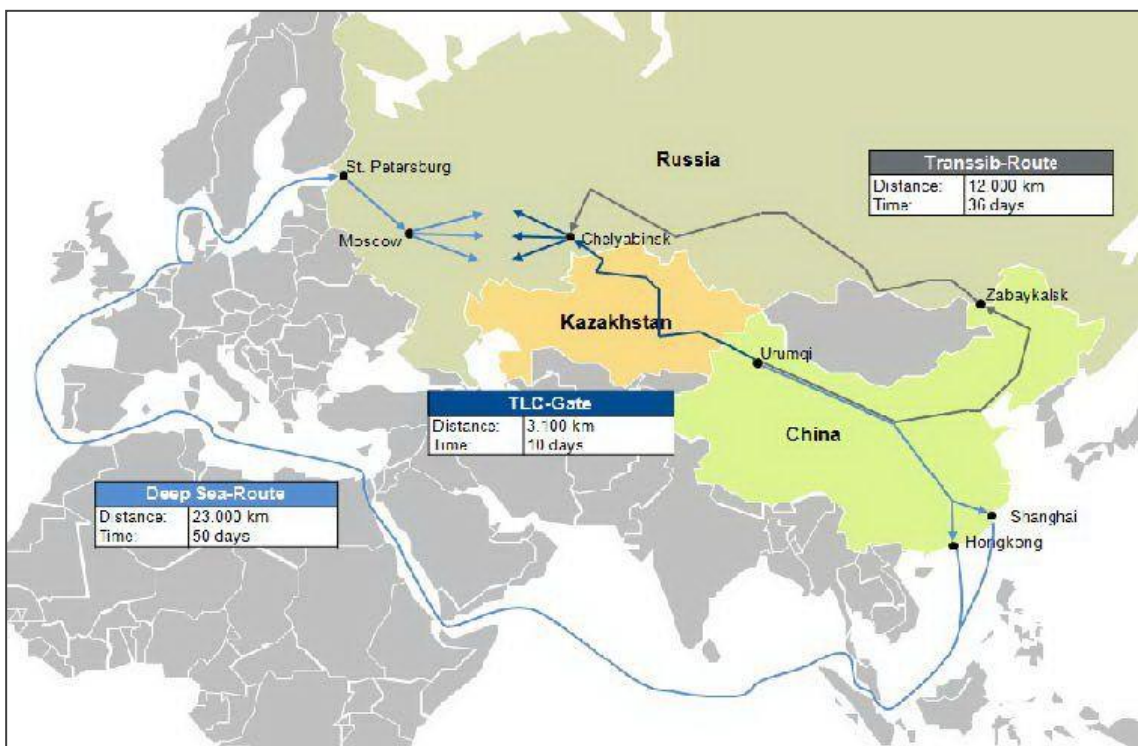 St. Petersburg
Russia
Transsib-Route
Distance: 12.000 km
Time: 36 days
Moscow
Chelyabinsk
Zabaykalsk
Kazakhstan
Urumqi
TLC-Gate
Distance: 3.100 km
Time: 10 days
China
Deep Sea-Route
Distance: 23.000 km
Time: 50 days
Shanghai
Hongkong